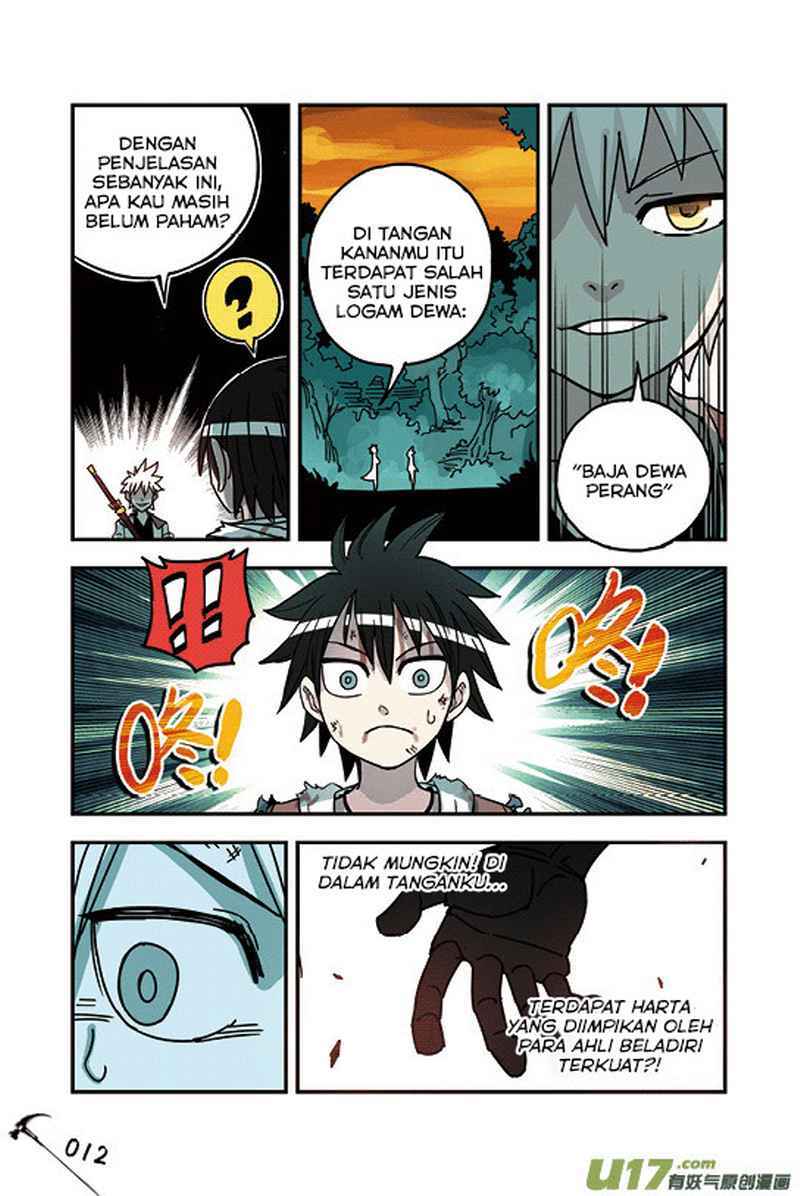 DENGAN
PENJELASAN
SEBANYAK INI,
APA KAU MASIH
BELUM PAHAM?
?
DI TANGAN
KANANMU ITU
TERDAPAT SALAH
SATU JENIS
LOGAM DEWA:
"BAJA DEWA
PERANG"
!!
咚!
咚!
TIDAK MUNGKIN! DI
DALAM TANGANKU...
TERDAPAT HARTA
YANG DIIMPIKAN OLEH
PARA AHLI BELADIRI
TERKUAT?!
012
U17.com
有妖气原创漫画